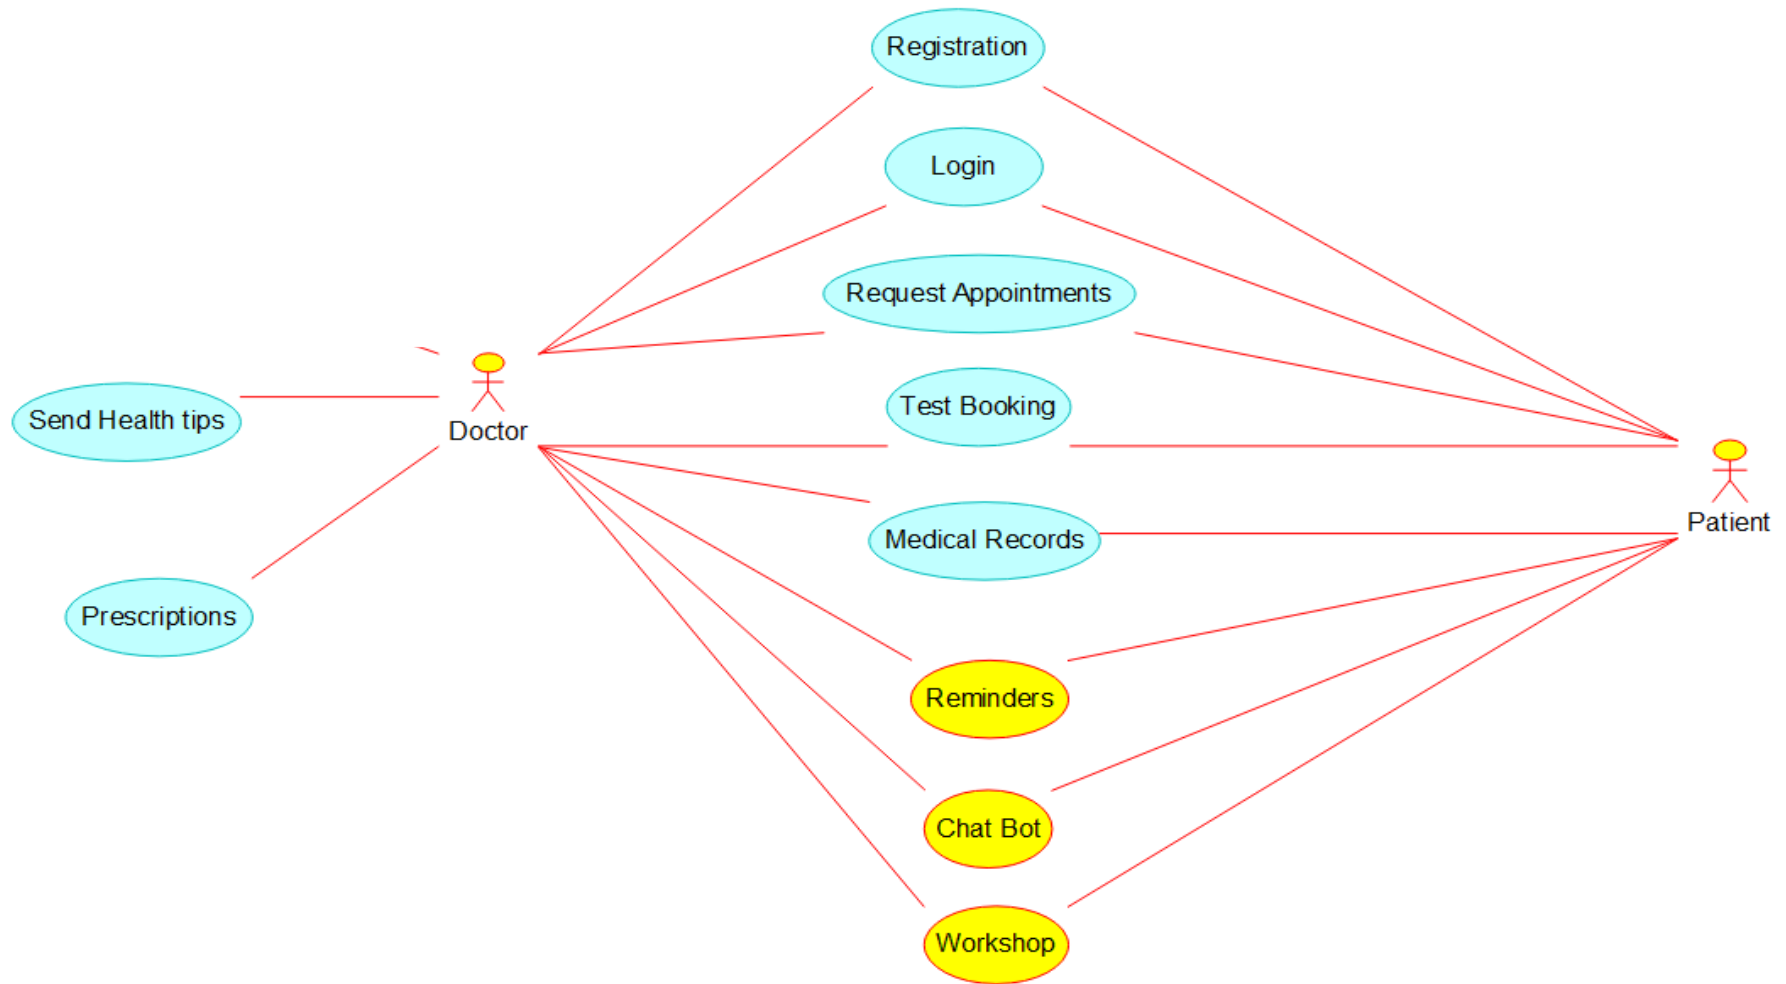 Registration
Login
Request Appointments
Test Booking
Send Health tips
Doctor
Patient
Medical Records
Prescriptions
Reminders
Chat Bot
Workshop